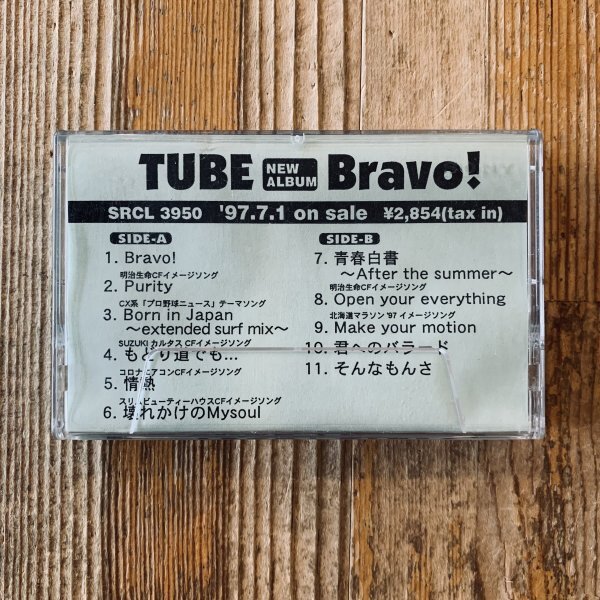 TUBE NEW ALBUM Bravo!
SRCL 3950 '97.7.1 on sale ¥2,854(tax in)
SIDE-A
1. Bravo!
明治生命CFイメージソング
2. Purity
CX系「プロ野球ニュース」テーマソング
3. Born in Japan
～extended surf mix～
SUZUKI カルタス CFイメージソング
4. もどり道でも...
コロナエアコンCFイメージソング
5. 情熱
スリムビューティーハウスCFイメージソング
6. 壊れかけのMysoul
SIDE-B
7. 青春白書
～After the summer～
明治生命CFイメージソング
8. Open your everything
北海道マラソン'97 イメージソング
9. Make your motion
10. 君へのバラード
11. そんなもんさ